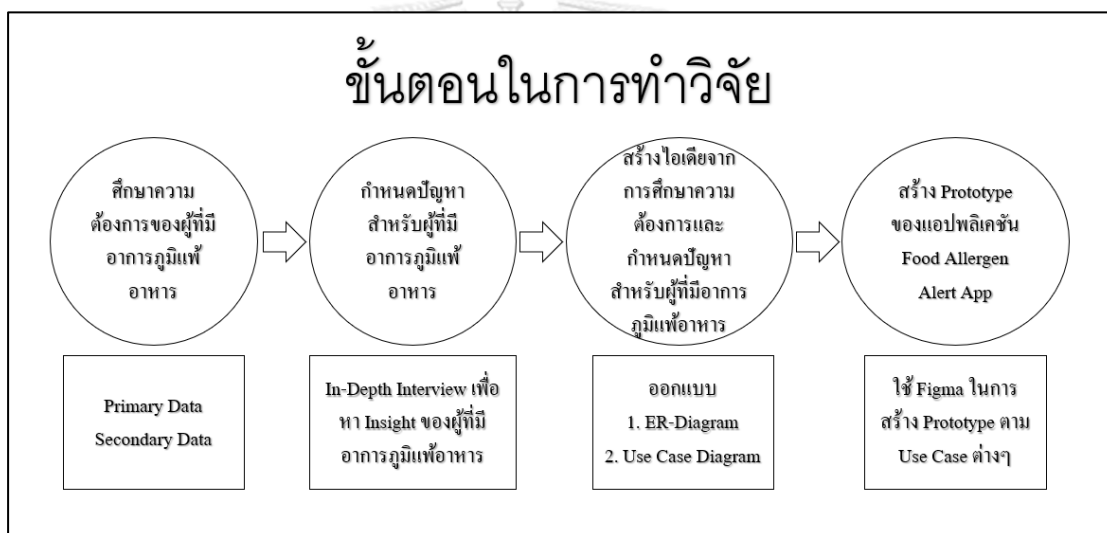 ขั้นตอนในการทำวิจัย
ศึกษาความ
ต้องการของผู้ที่มี
อาการภูมิแพ้
อาหาร
กำหนดปัญหา
สำหรับผู้ที่มี
อาการภูมิแพ้
อาหาร
สร้างไอเดียจาก
การศึกษาความ
ต้องการและ
กำหนดปัญหา
สำหรับผู้ที่มีอาการ
ภูมิแพ้อาหาร
สร้าง Prototype
ของแอปพลิเคชัน
Food Allergen
Alert App
Primary Data
Secondary Data
In-Depth Interview เพื่อ
หา Insight ของผู้ที่มี
อาการภูมิแพ้อาหาร
ออกแบบ
1. ER-Diagram
2. Use Case Diagram
ใช้ Figma ในการ
สร้าง Prototype ตาม
Use Case ต่างๆ